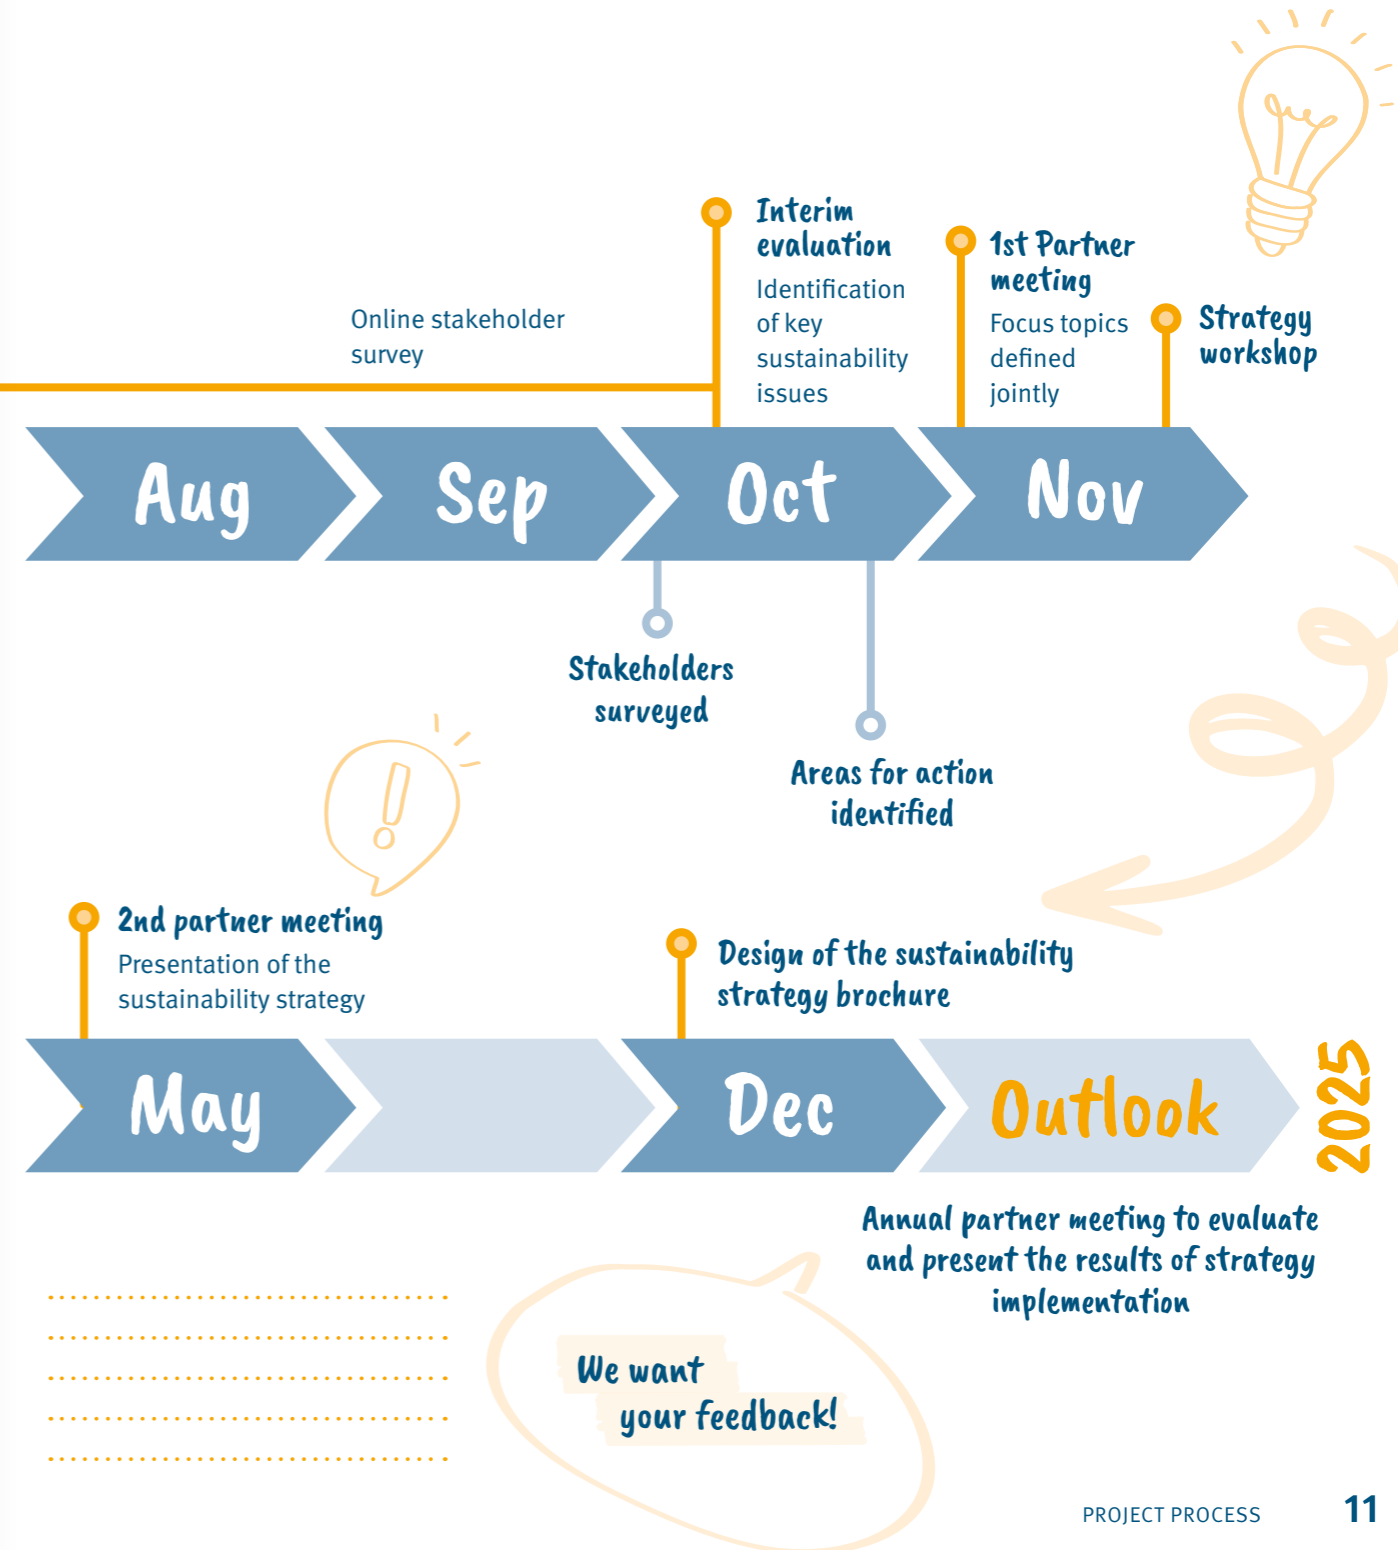 Online stakeholder
survey
Interim
evaluation
Identification
of key
sustainability
issues
1st Partner
meeting
Focus topics
defined
jointly
Strategy
workshop
Aug
Sep
Oct
Nov
Stakeholders
surveyed
Areas for action
identified
2nd partner meeting
Presentation of the
sustainability strategy
Design of the sustainability
strategy brochure
May
Dec
Outlook
2025
Annual partner meeting to evaluate
and present the results of strategy
implementation
We want
your feedback!
PROJECT PROCESS 11